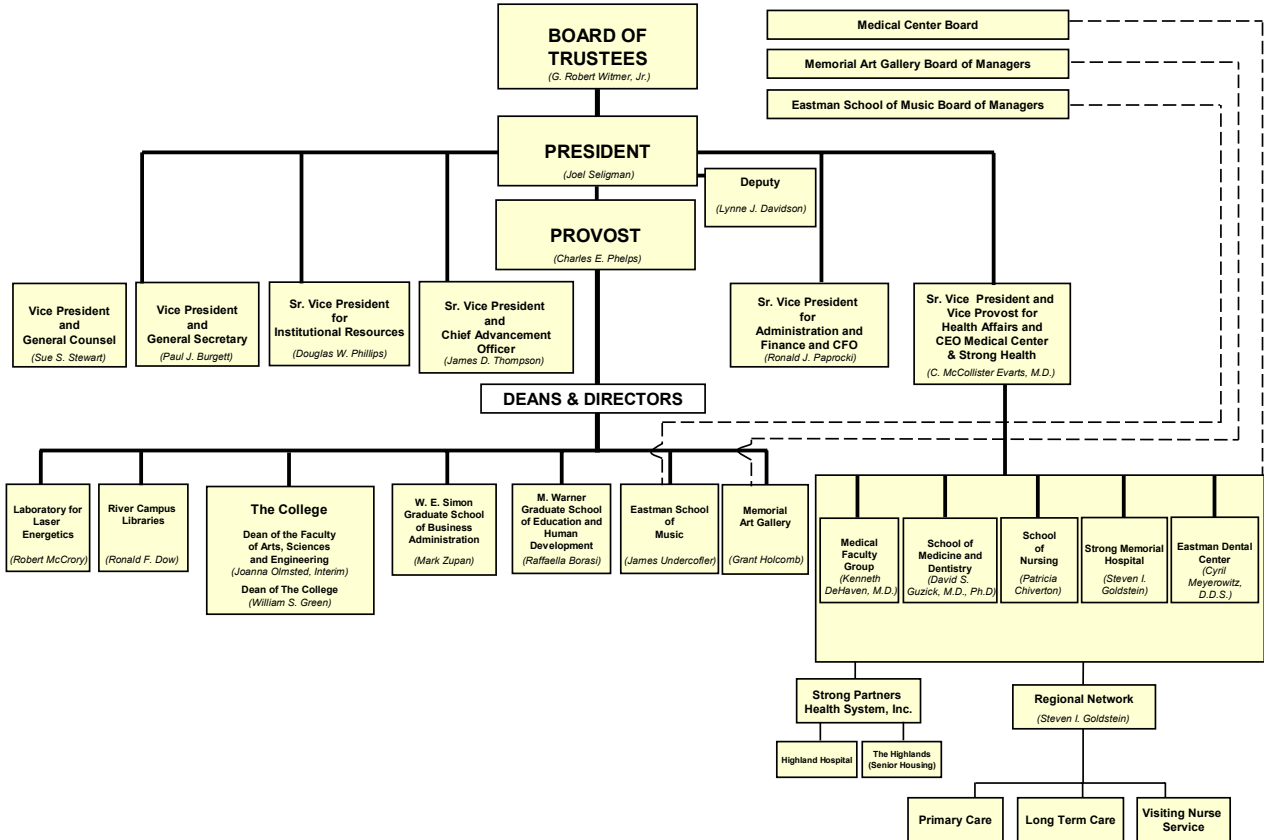 BOARD OF
TRUSTEES
(G. Robert Witmer, Jr.)
Medical Center Board
Memorial Art Gallery Board of Managers
Eastman School of Music Board of Managers
PRESIDENT
(Joel Seligman)
Deputy
(Lynne J. Davidson)
PROVOST
(Charles E. Phelps)
Vice President
and
General Counsel
(Sue S. Stewart)
Vice President
and
General Secretary
(Paul J. Burgett)
Sr. Vice President
for
Institutional Resources
(Douglas W. Phillips)
Sr. Vice President
and
Chief Advancement
Officer
(James D. Thompson)
Sr. Vice President
for
Administration and
Finance and CFO
(Ronald J. Paprocki)
Sr. Vice President and
Vice Provost for
Health Affairs and
CEO Medical Center
& Strong Health
(C. McCollister Evarts, M.D.)
DEANS & DIRECTORS
Laboratory for
Laser
Energetics
(Robert McCrory)
River Campus
Libraries
(Ronald F. Dow)
The College
Dean of the Faculty
of Arts, Sciences
and Engineering
(Joanna Olmsted, Interim)
Dean of The College
(William S. Green)
W. E. Simon
Graduate School
of Business
Administration
(Mark Zupan)
M. Warner
Graduate School
of Education and
Human
Development
(Raffaella Borasi)
Eastman School
of
Music
(James Undercofler)
Memorial
Art Gallery
(Grant Holcomb)
Medical
Faculty
Group
(Kenneth
DeHaven, M.D.)
School of
Medicine and
Dentistry
(David S.
Guzick, M.D., Ph.D)
School
of
Nursing
(Patricia
Chiverton)
Strong Memorial
Hospital
(Steven I.
Goldstein)
Eastman Dental
Center
(Cyril
Meyerowitz,
D.D.S.)
Strong Partners
Health System, Inc.
Regional Network
(Steven I. Goldstein)
Highland Hospital
The Highlands
(Senior Housing)
Primary Care
Long Term Care
Visiting Nurse
Service